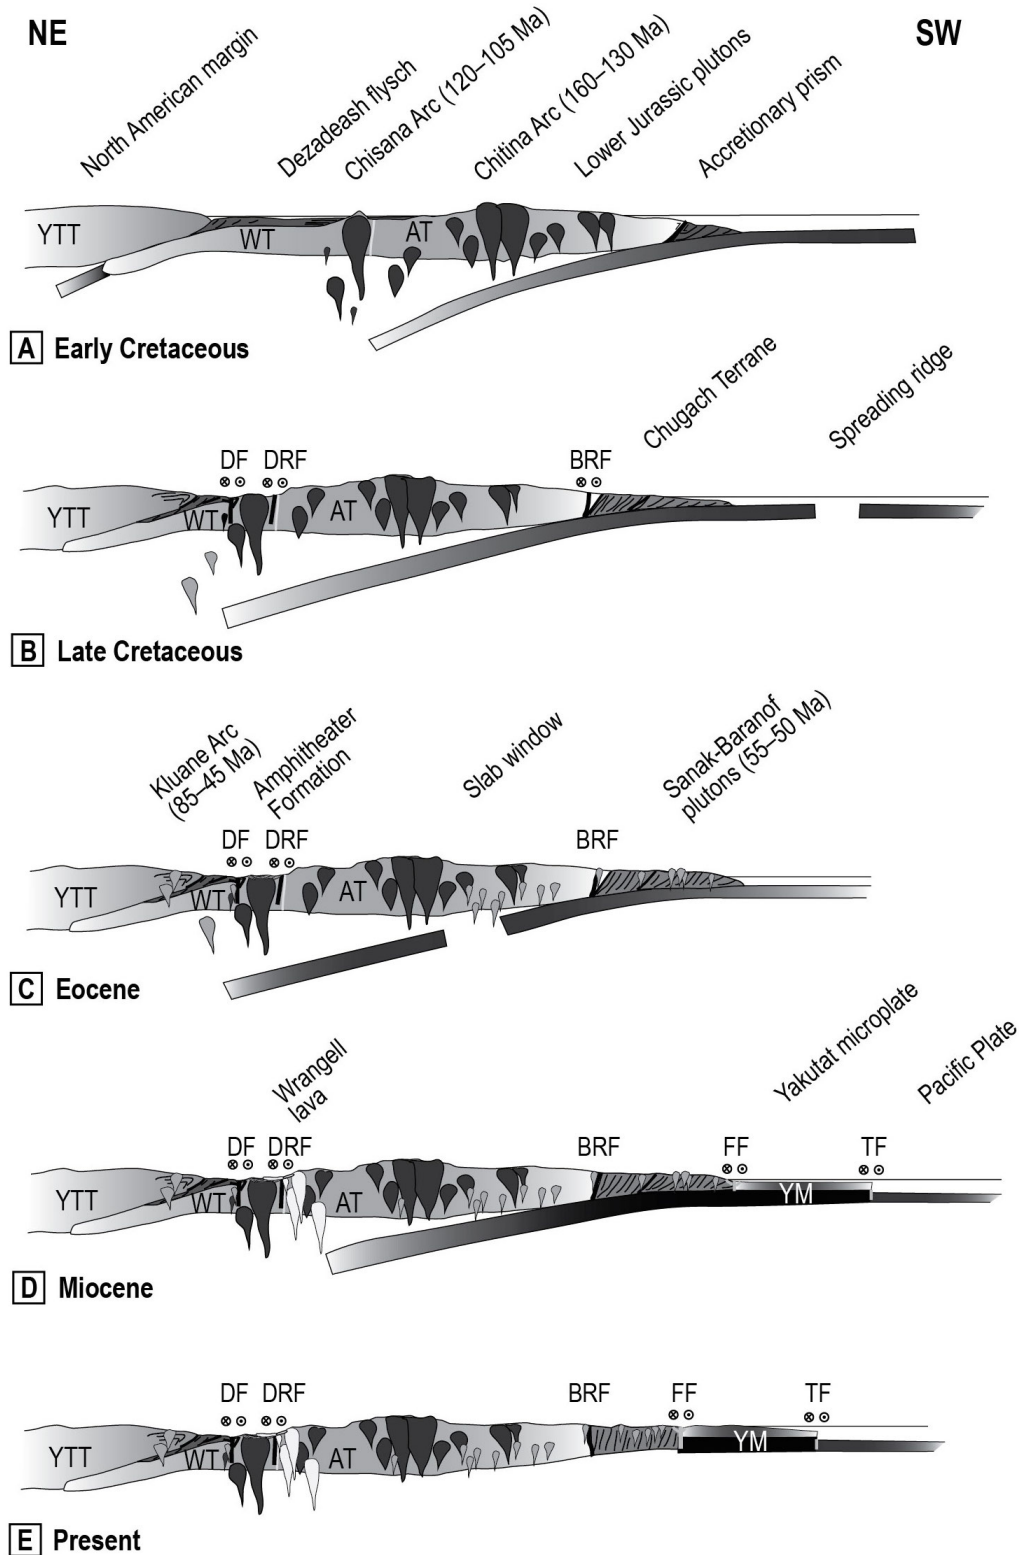 NE
SW
North American margin
Dezadeash flysch
Chisana Arc (120–105 Ma)
Chitina Arc (160–130 Ma)
Lower Jurassic plutons
Accretionary prism
YTT
WT
AT
A Early Cretaceous
Chugach Terrane
Spreading ridge
DF
DRF
BRF
YTT
WT
AT
B Late Cretaceous
Kluane Arc
(85–45 Ma)
Amphitheater
Formation
Slab window
Sanak-Baranof
plutons (55–50 Ma)
DF
DRF
BRF
YTT
WT
AT
C Eocene
Wrangell
lava
Yakutat microplate
Pacific Plate
DF
DRF
BRF
FF
TF
YTT
WT
AT
YM
D Miocene
DF
DRF
BRF
FF
TF
YTT
WT
AT
YM
E Present